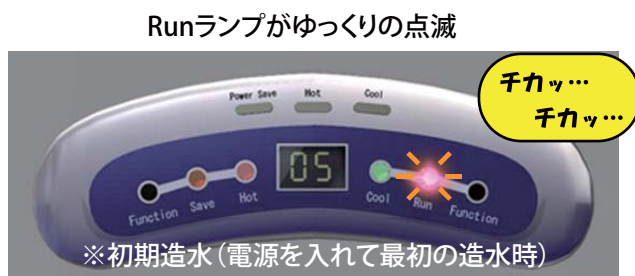 Runランプがゆっくりの点滅
チカッ…
チカッ…
Power Save Hot Cool
05
Function Save Hot Cool Run Function
※初期造水(電源を入れて最初の造水時)